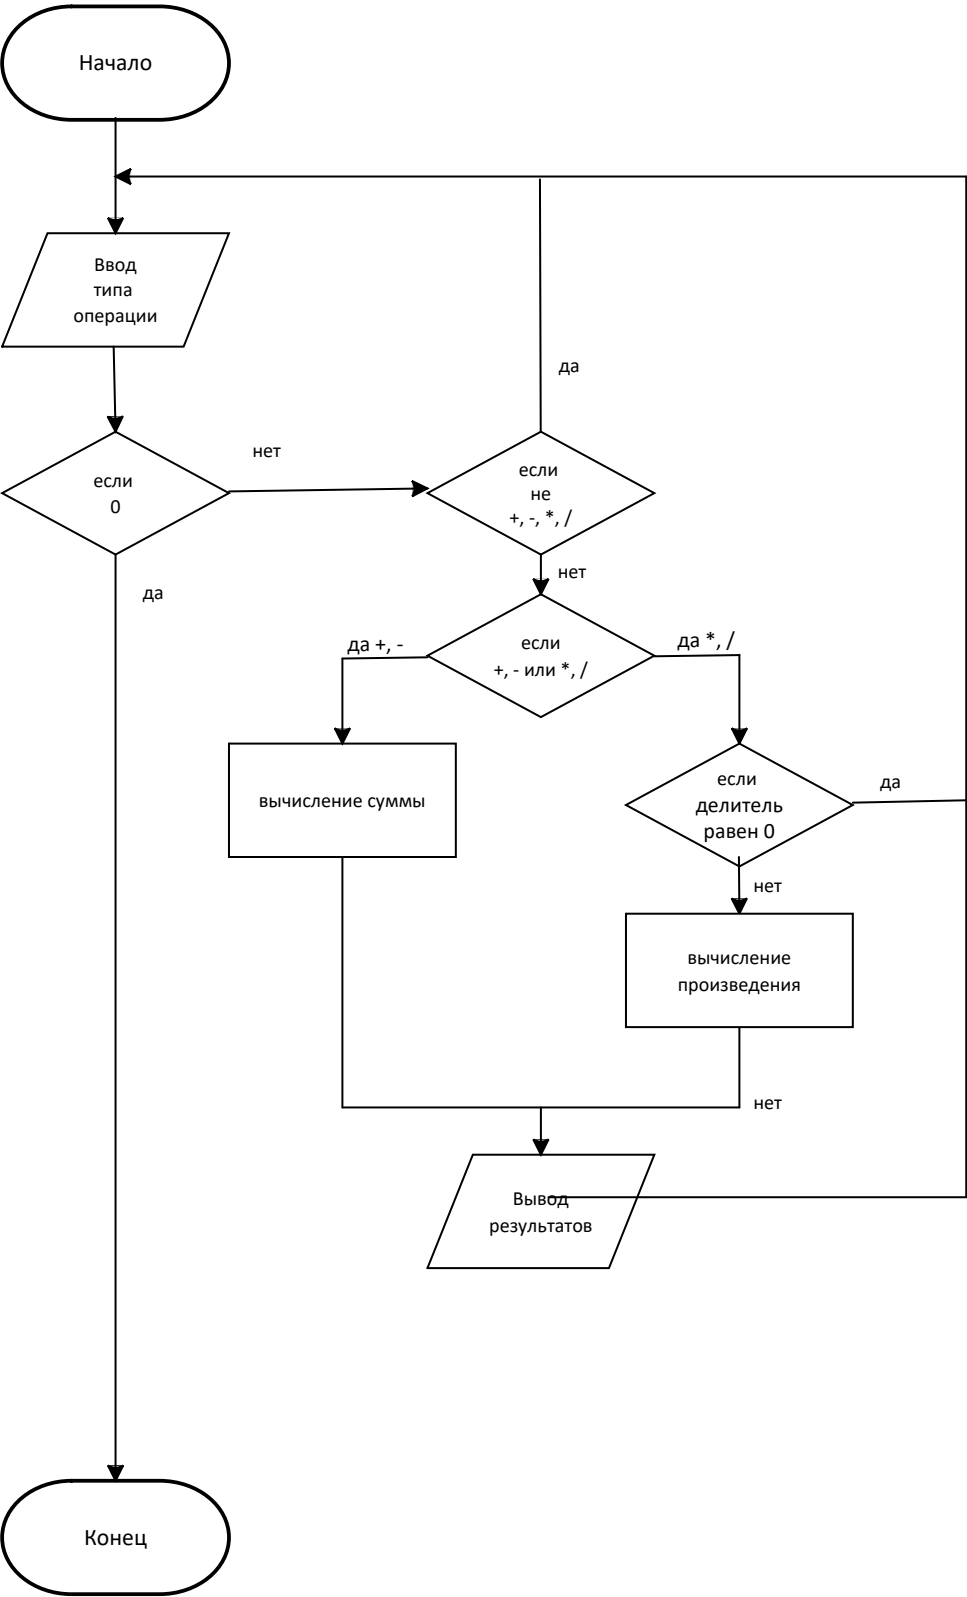 Начало
Ввод
типа
операции
да
нет
если
0
если
не
+, -, *, /
да
нет
да +, -
если
+, - или *, /
да *, /
вычисление суммы
если
делитель
равен 0
да
нет
вычисление
произведения
нет
Вывод
результатов
Конец